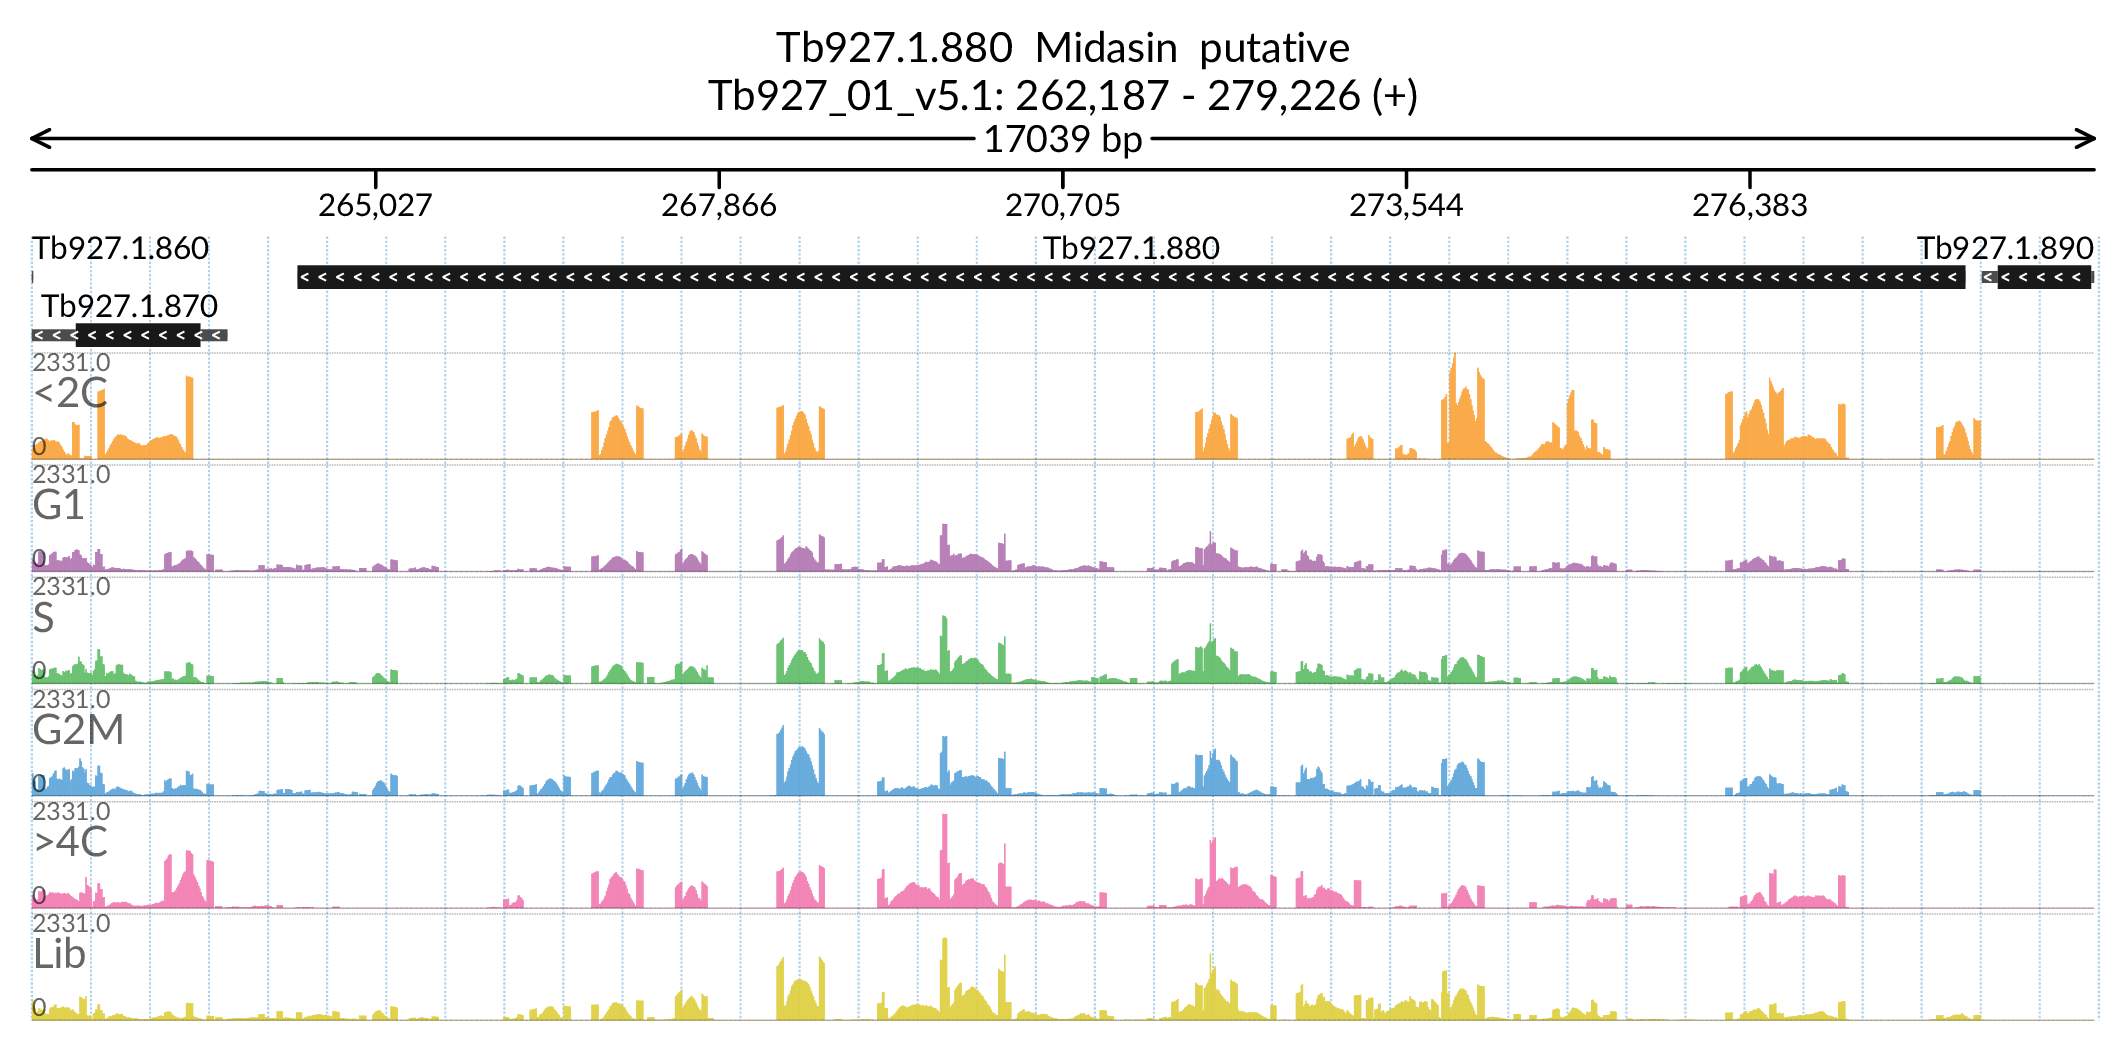 Tb927.1.880 Midasin putative
Tb927_01_v5.1: 262,187 - 279,226 (+)
17039 bp
265,027 267,866 270,705 273,544 276,383
Tb927.1.860 Tb927.1.880 Tb927.1.890
Tb927.1.870
2331.0
<2C
0
2331.0
G1
0
2331.0
S
0
2331.0
G2M
0
2331.0
>4C
0
2331.0
Lib
0